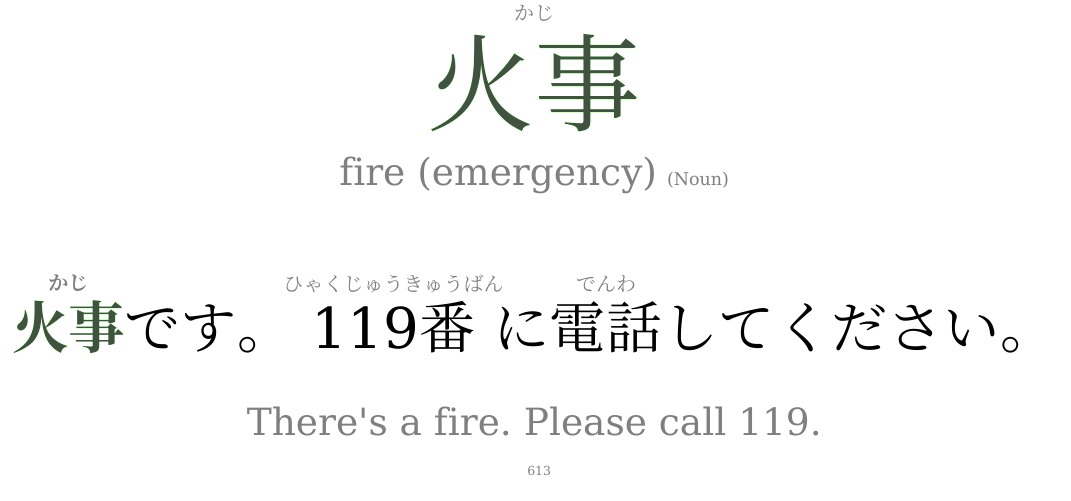 かじ
火事
fire (emergency) (Noun)
かじ ひゃくじゅうきゅうばん でんわ
火事です。 119番 に電話してください。
There's a fire. Please call 119.
613